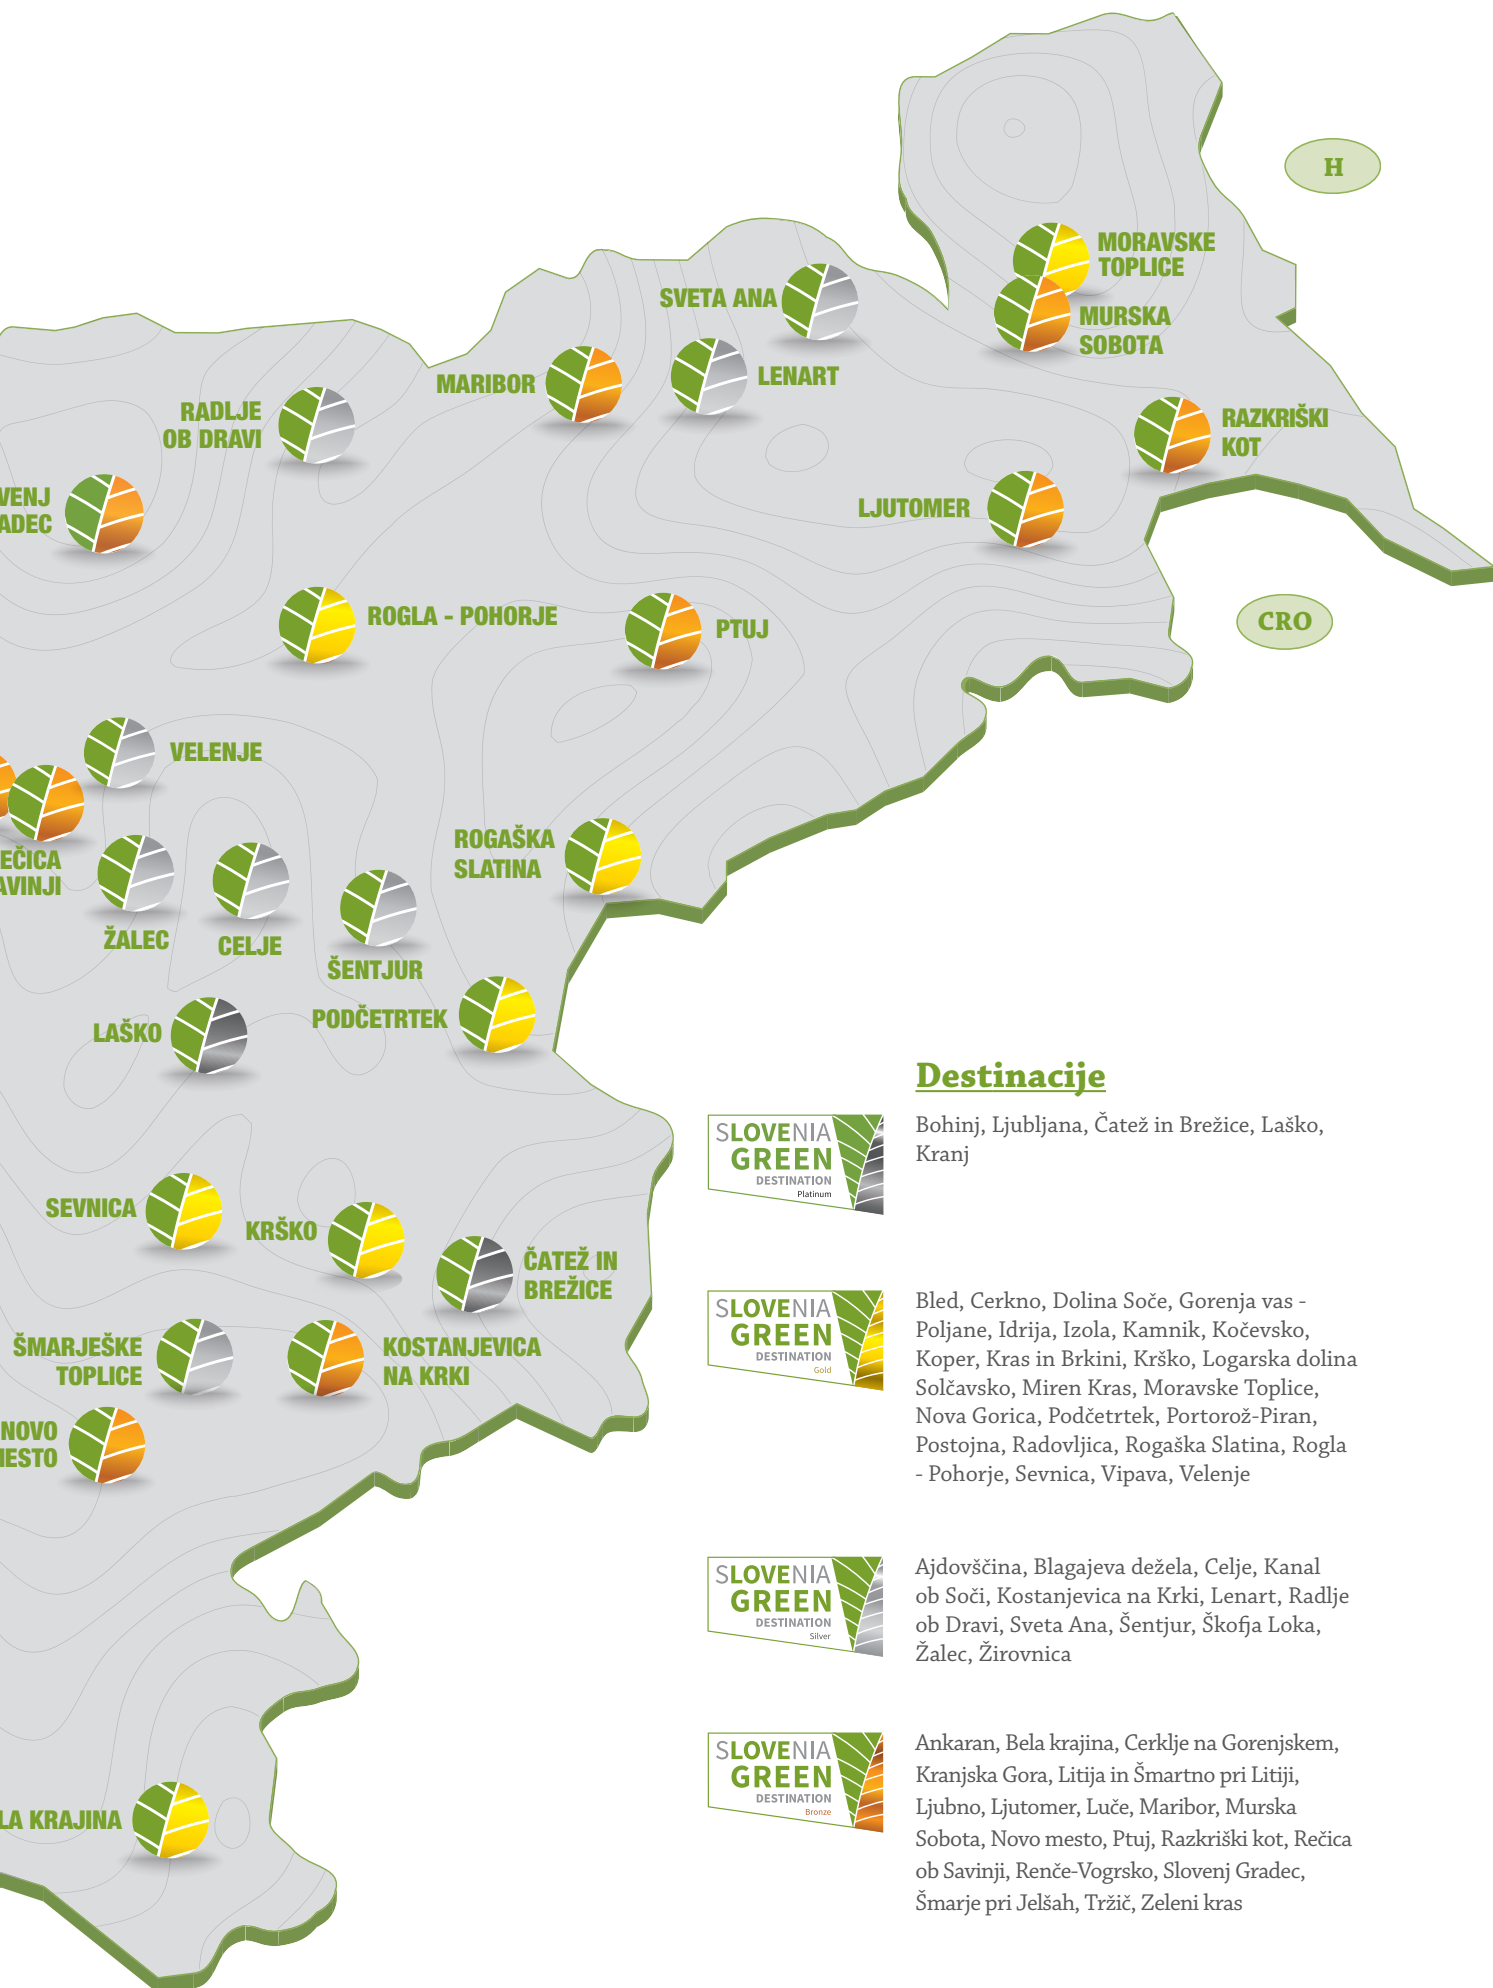 H
MORAVSKE
TOPLICE
SVETA ANA
MURSKA
SOBOTA
MARIBOR
LENART
RADLJE
OB DRAVI
RAZKRIŠKI
KOT
VENJ
ADEC
LJUTOMER
ROGLA - POHORJE
PTUJ
CRO
VELENJE
ROGAŠKA
SLATINA
EČICA
AVINJI
ŽALEC
CELJE
ŠENTJUR
LAŠKO
PODČETRTEK
SEVNICA
KRŠKO
ČATEŽ IN
BREŽICE
ŠMARJEŠKE
TOPLICE
KOSTANJEVICA
NA KRKI
NOVO
MESTO
LA KRAJINA
Destinacije
SLOVENIA
GREEN
DESTINATION
Platinum
Bohinj, Ljubljana, Čatež in Brežice, Laško,
Kranj
SLOVENIA
GREEN
DESTINATION
Gold
Bled, Cerkno, Dolina Soče, Gorenja vas -
Poljane, Idrija, Izola, Kamnik, Kočevsko,
Koper, Kras in Brkini, Krško, Logarska dolina
Solčavsko, Miren Kras, Moravske Toplice,
Nova Gorica, Podčetrtek, Portorož-Piran,
Postojna, Radovljica, Rogaška Slatina, Rogla
- Pohorje, Sevnica, Vipava, Velenje
SLOVENIA
GREEN
DESTINATION
Silver
Ajdovščina, Blagajeva dežela, Celje, Kanal
ob Soči, Kostanjevica na Krki, Lenart, Radlje
ob Dravi, Sveta Ana, Šentjur, Škofja Loka,
Žalec, Žirovnica
SLOVENIA
GREEN
DESTINATION
Bronze
Ankaran, Bela krajina, Cerklje na Gorenjskem,
Kranjska Gora, Litija in Šmartno pri Litiji,
Ljubno, Ljutomer, Luče, Maribor, Murska
Sobota, Novo mesto, Ptuj, Razkriški kot, Rečica
ob Savinji, Renče-Vogrsko, Slovenj Gradec,
Šmarje pri Jelšah, Tržič, Zeleni kras